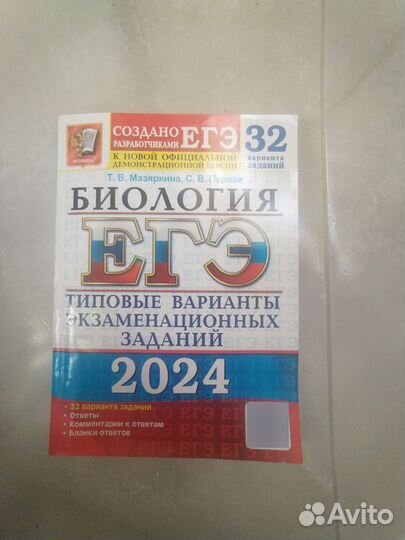 СОЗДАНО
РАЗРАБОТЧИКАМИ ЕГЭ
К НОВОЙ ОФИЦИАЛЬНОЙ
ДЕМОНСТРАЦИОННОЙ ВЕРСИИ
32
варианта
заданий
ЭКЗАМЕН
Т. В. Мазяркина, С. В.
БИОЛОГИЯ
ЕГЭ
ТИПОВЫЕ ВАРИАНТЫ
ЭКЗАМЕНАЦИОННЫХ
ЗАДАНИЙ
2024
• 32 варианта заданий
• Ответы
• Комментарии к ответам
• Бланки ответов
Avito